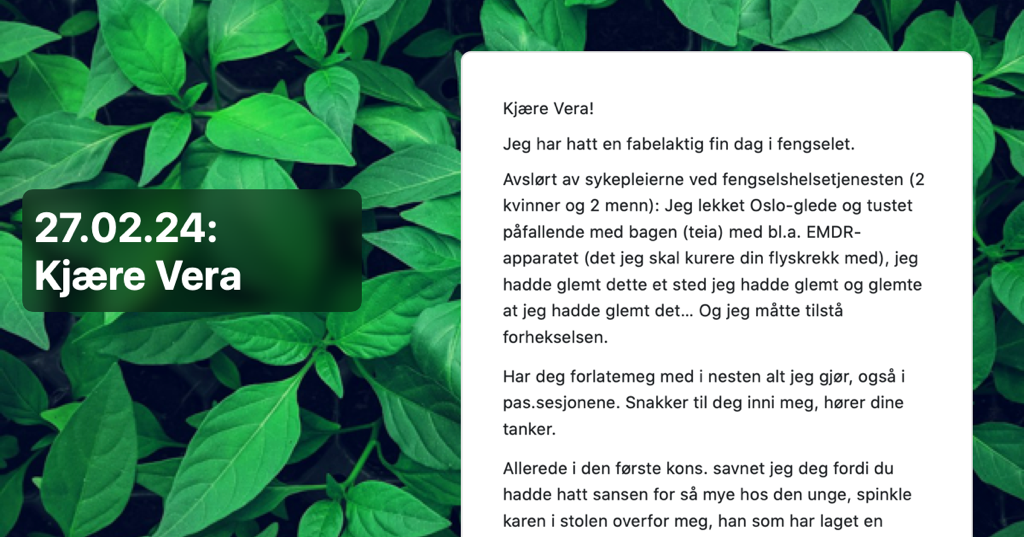 27.02.24:
Kjære Vera
Kjære Vera!
Jeg har hatt en fabelaktig fin dag i fengselet.
Avslørt av sykepleierne ved fengselshelsetjenesten (2
kvinner og 2 menn): Jeg lekket Oslo-glede og tustet
påfallende med bagen (teia) med bl.a. EMDR-
apparatet (det jeg skal kurere din flyskrekk med), jeg
hadde glemt dette et sted jeg hadde glemt og glemte
at jeg hadde glemt det... Og jeg måtte tilstå
forhekselsen.
Har deg forlatemeg med i nesten alt jeg gjør, også i
pas.sesjonene. Snakker til deg inni meg, hører dine
tanker.
Allerede i den første kons. savnet jeg deg fordi du
hadde hatt sansen for så mye hos den unge, spinkle
karen i stolen overfor meg, han som har laget en